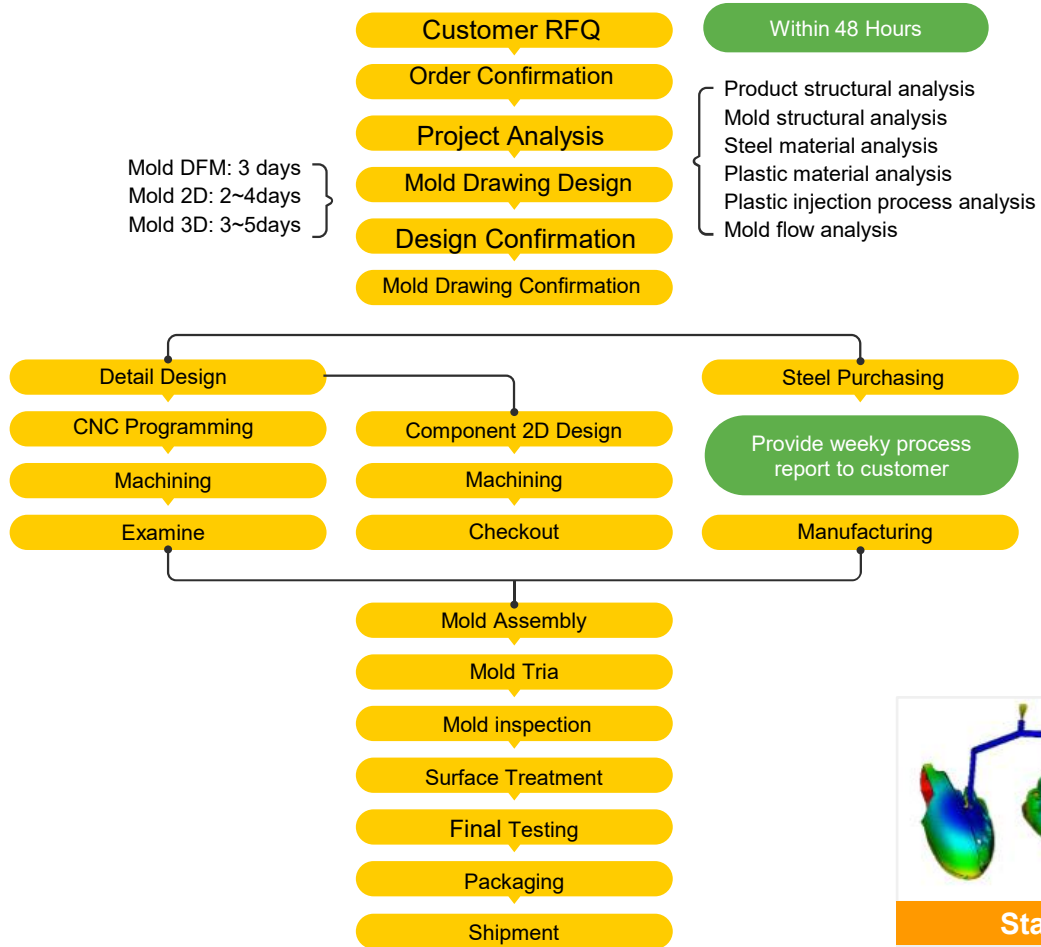 Customer RFQ
Within 48 Hours
Order Confirmation
Project Analysis
Mold Drawing Design
Design Confirmation
Mold Drawing Confirmation
Mold DFM: 3 days
Mold 2D: 2~4days
Mold 3D: 3~5days
Product structural analysis
Mold structural analysis
Steel material analysis
Plastic material analysis
Plastic injection process analysis
Mold flow analysis
Detail Design
CNC Programming
Machining
Examine
Component 2D Design
Machining
Checkout
Steel Purchasing
Provide weeky process
report to customer
Manufacturing
Mold Assembly
Mold Tria
Mold inspection
Surface Treatment
Final Testing
Packaging
Shipment
Sta